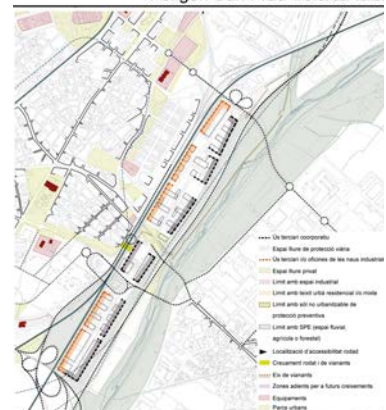 Ús terciari coorporatiu
Espai lliure de protecció viària
Ús terciari i/o oficines de les naus industrials
Espai lliure privat
Límit amb espai industrial
Límit amb teixit urbà residencial i/o mixte
Límit amb sòl no urbanitzable de
protecció preventiva
Límit amb SPE (espai fluvial,
agrícola o forestal)
Localització d'accessibilitat rodad
Creuament rodat i de vianants
Eix de vianants
Zones adients per a futurs creixements
Equipaments
Parcs urbans